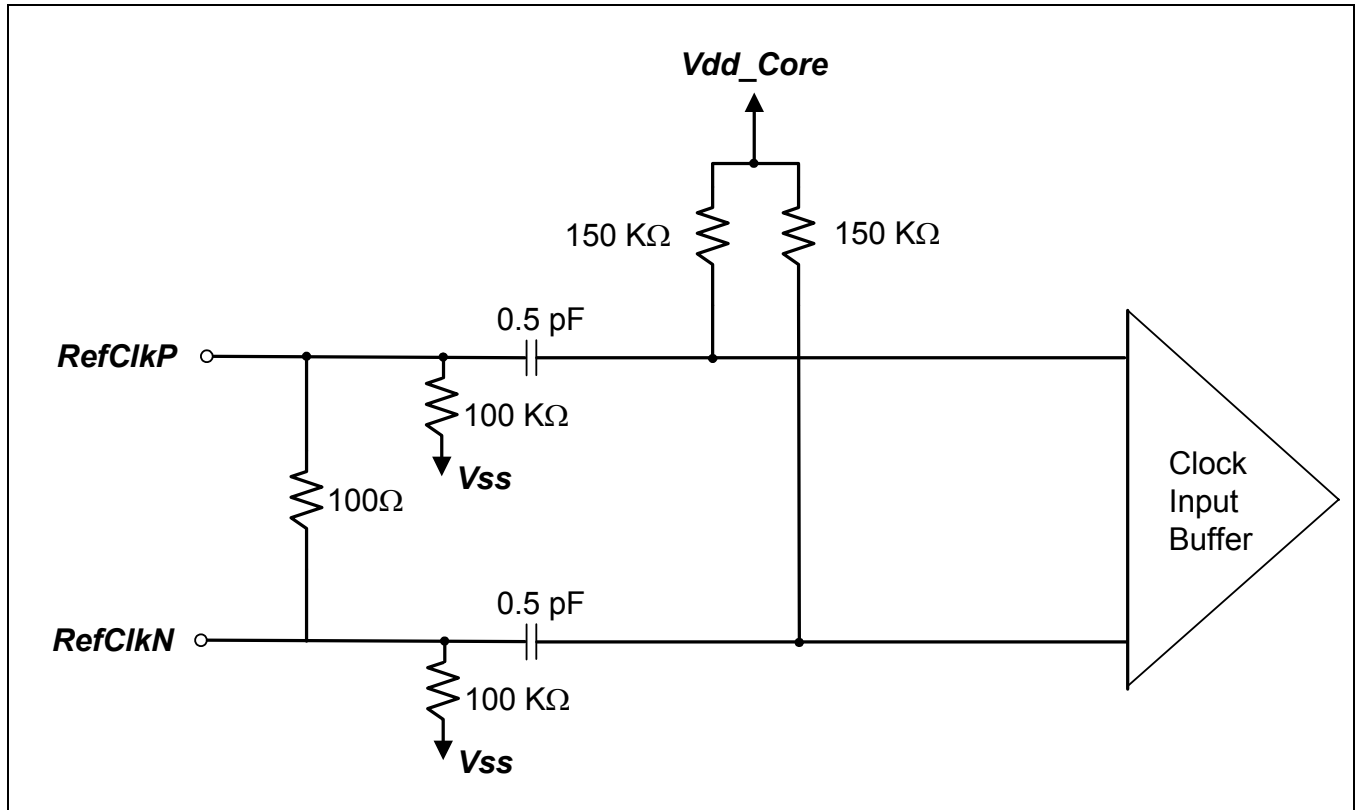 Vdd_Core
150 KΩ
150 KΩ
0.5 pF
RefClkP
100 KΩ
Vss
100Ω
Clock
Input
Buffer
0.5 pF
RefClkN
100 KΩ
Vss